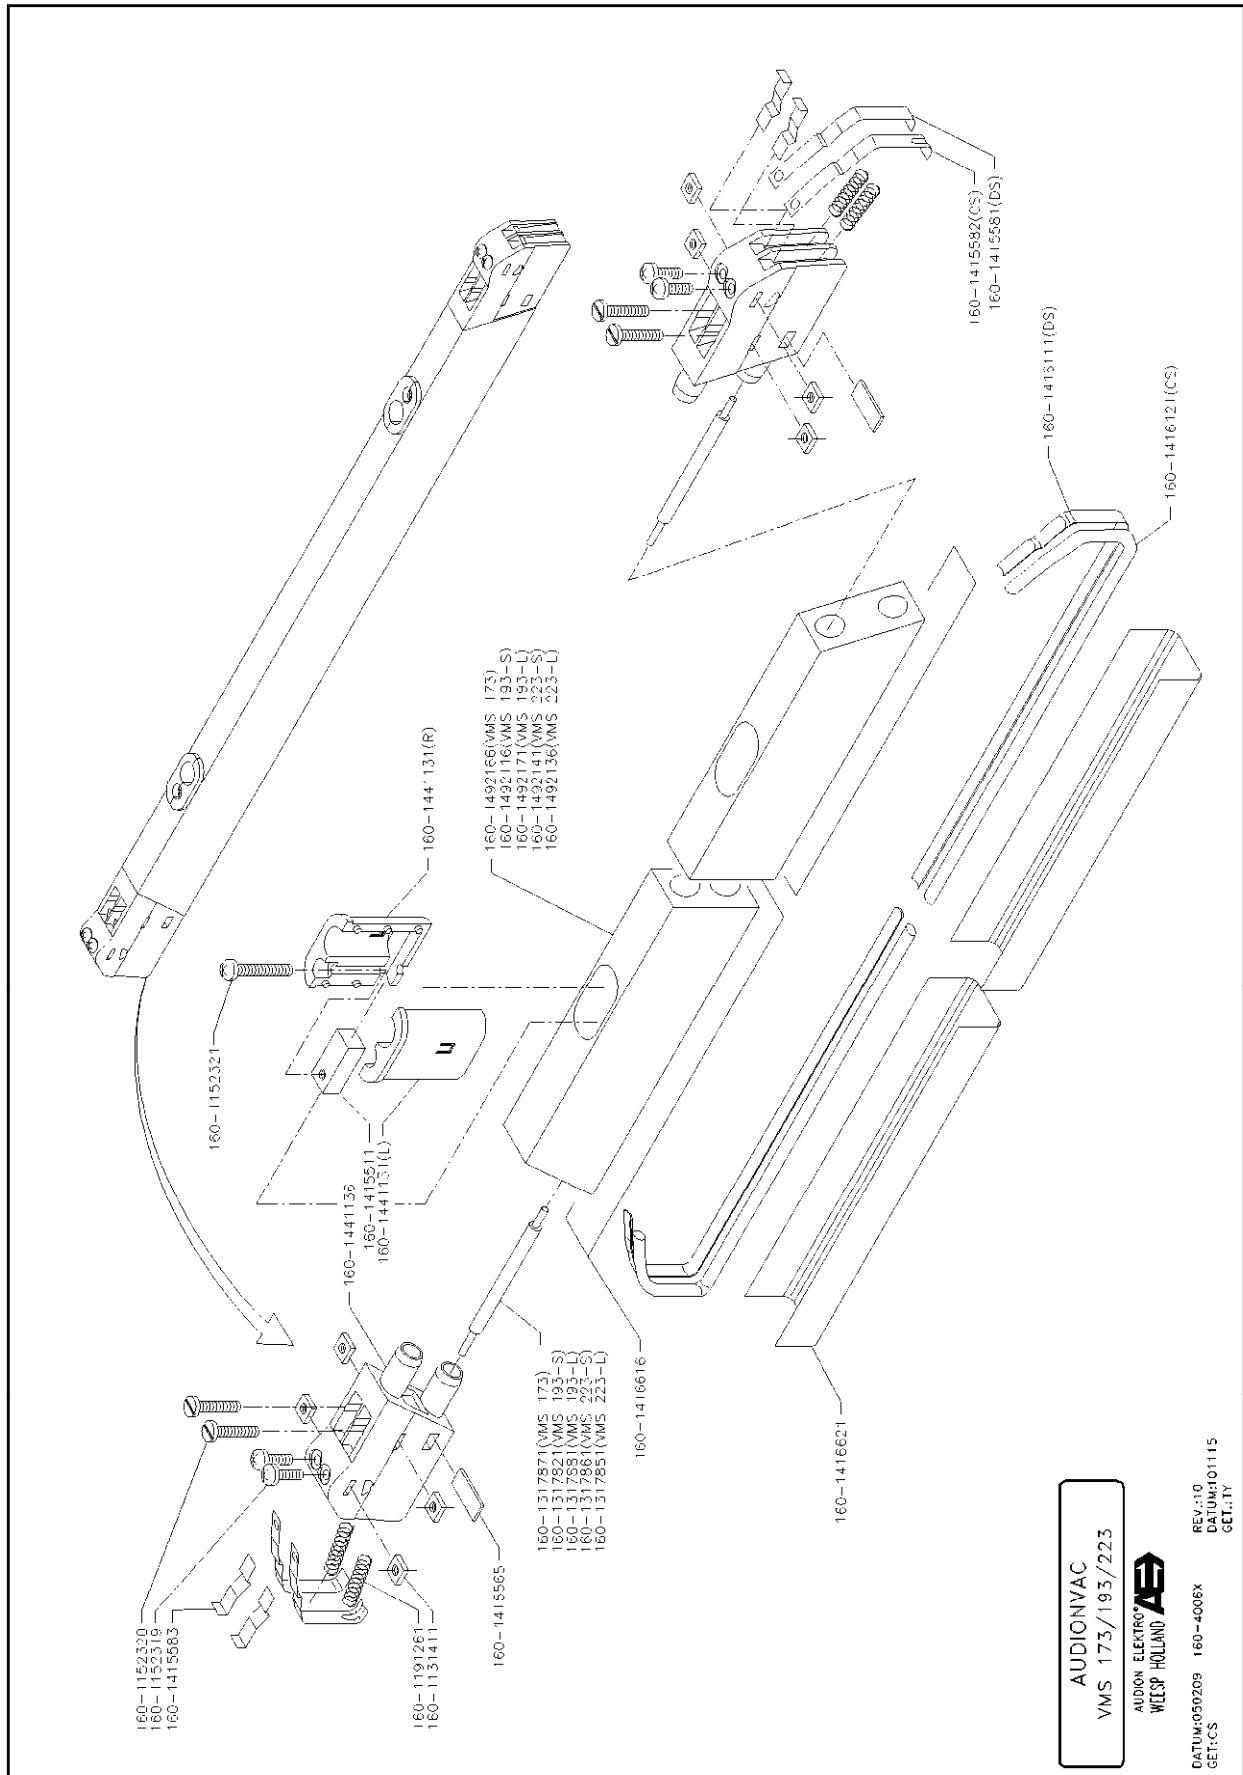 160-1152320
160-1152319
160-1415583
160-1191261
160-1131411
160-1415565
160-1441136
160-1415511
160-1441131(L)
160-1152321
160-1441131(R)
160-1492166(VMS 173)
160-1492116(VMS 193-S)
160-1492171(VMS 193-L)
160-1492141(VMS 223-S)
160-1492136(VMS 223-L)
160-1317871(VMS 173)
160-1317821(VMS 193-S)
160-1317881(VMS 193-L)
160-1317861(VMS 223-S)
160-1317851(VMS 223-L)
160-1416616
160-1416621
160-1415582(CS)
160-1415581(DS)
160-1416111(DS)
160-1416121(CS)
AUDIONVAC
VMS 173/193/223
AUDION ELEKTRO®
WEESP HOLLAND
AE
DATUM:050209 160-4006X
GET:CS
REV.:10
DATUM:101115
GET.:TY